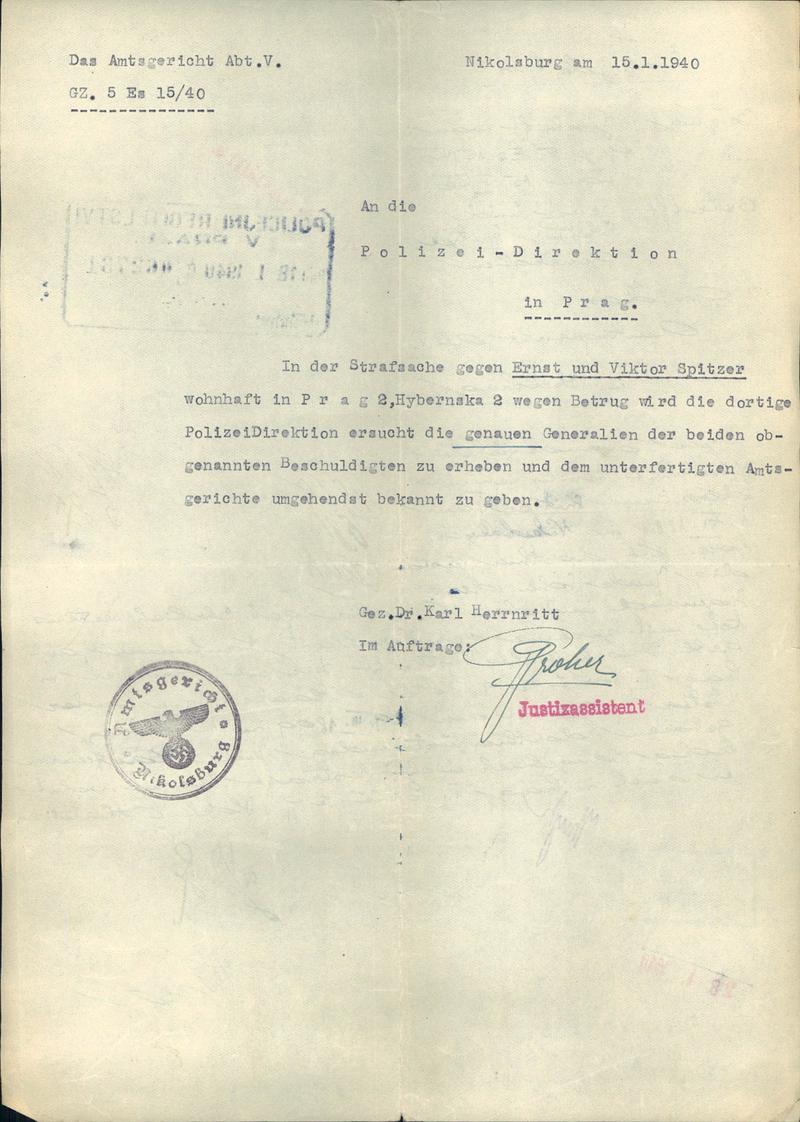 Das Amtsgericht Abt.V.
Nikolsburg am 15.1.1940
GZ. 5 Es 15/40
An die
Polizei-Direktion
in Prag.
In der Strafsache gegen Ernst und Viktor Spitzer
wohnhaft in P r a g 2,Hybernska 2 wegen Betrug wird die dortige
PolizeiDirektion ersucht die genauen Generalien der beiden ob-
genannten Beschuldigten zu erheben und dem unterfertigten Amts-
gerichte umgehendst bekannt zu geben.
Gez.Dr.Karl Herrnritt
Im Auftrage:
Justizassistent
Amtsgericht
Nikolsburg